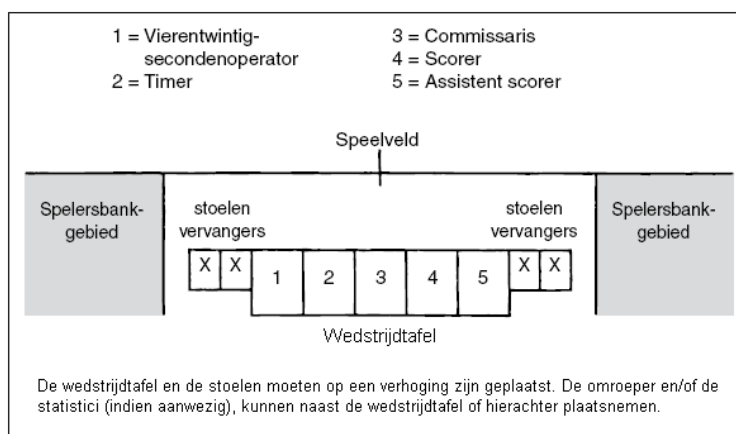 1 = Vierentwintig-
secondenoperator
2 = Timer
3 = Commissaris
4 = Scorer
5 = Assistent scorer
Speelveld
Spelersbank-
gebied
stoelen
vervangers
stoelen
vervangers
Spelersbank-
gebied
X X 1 2 3 4 5 X X
Wedstrijdtafel
De wedstrijdtafel en de stoelen moeten op een verhoging zijn geplaatst. De omroeper en/of de
statistici (indien aanwezig), kunnen naast de wedstrijdtafel of hierachter plaatsnemen.